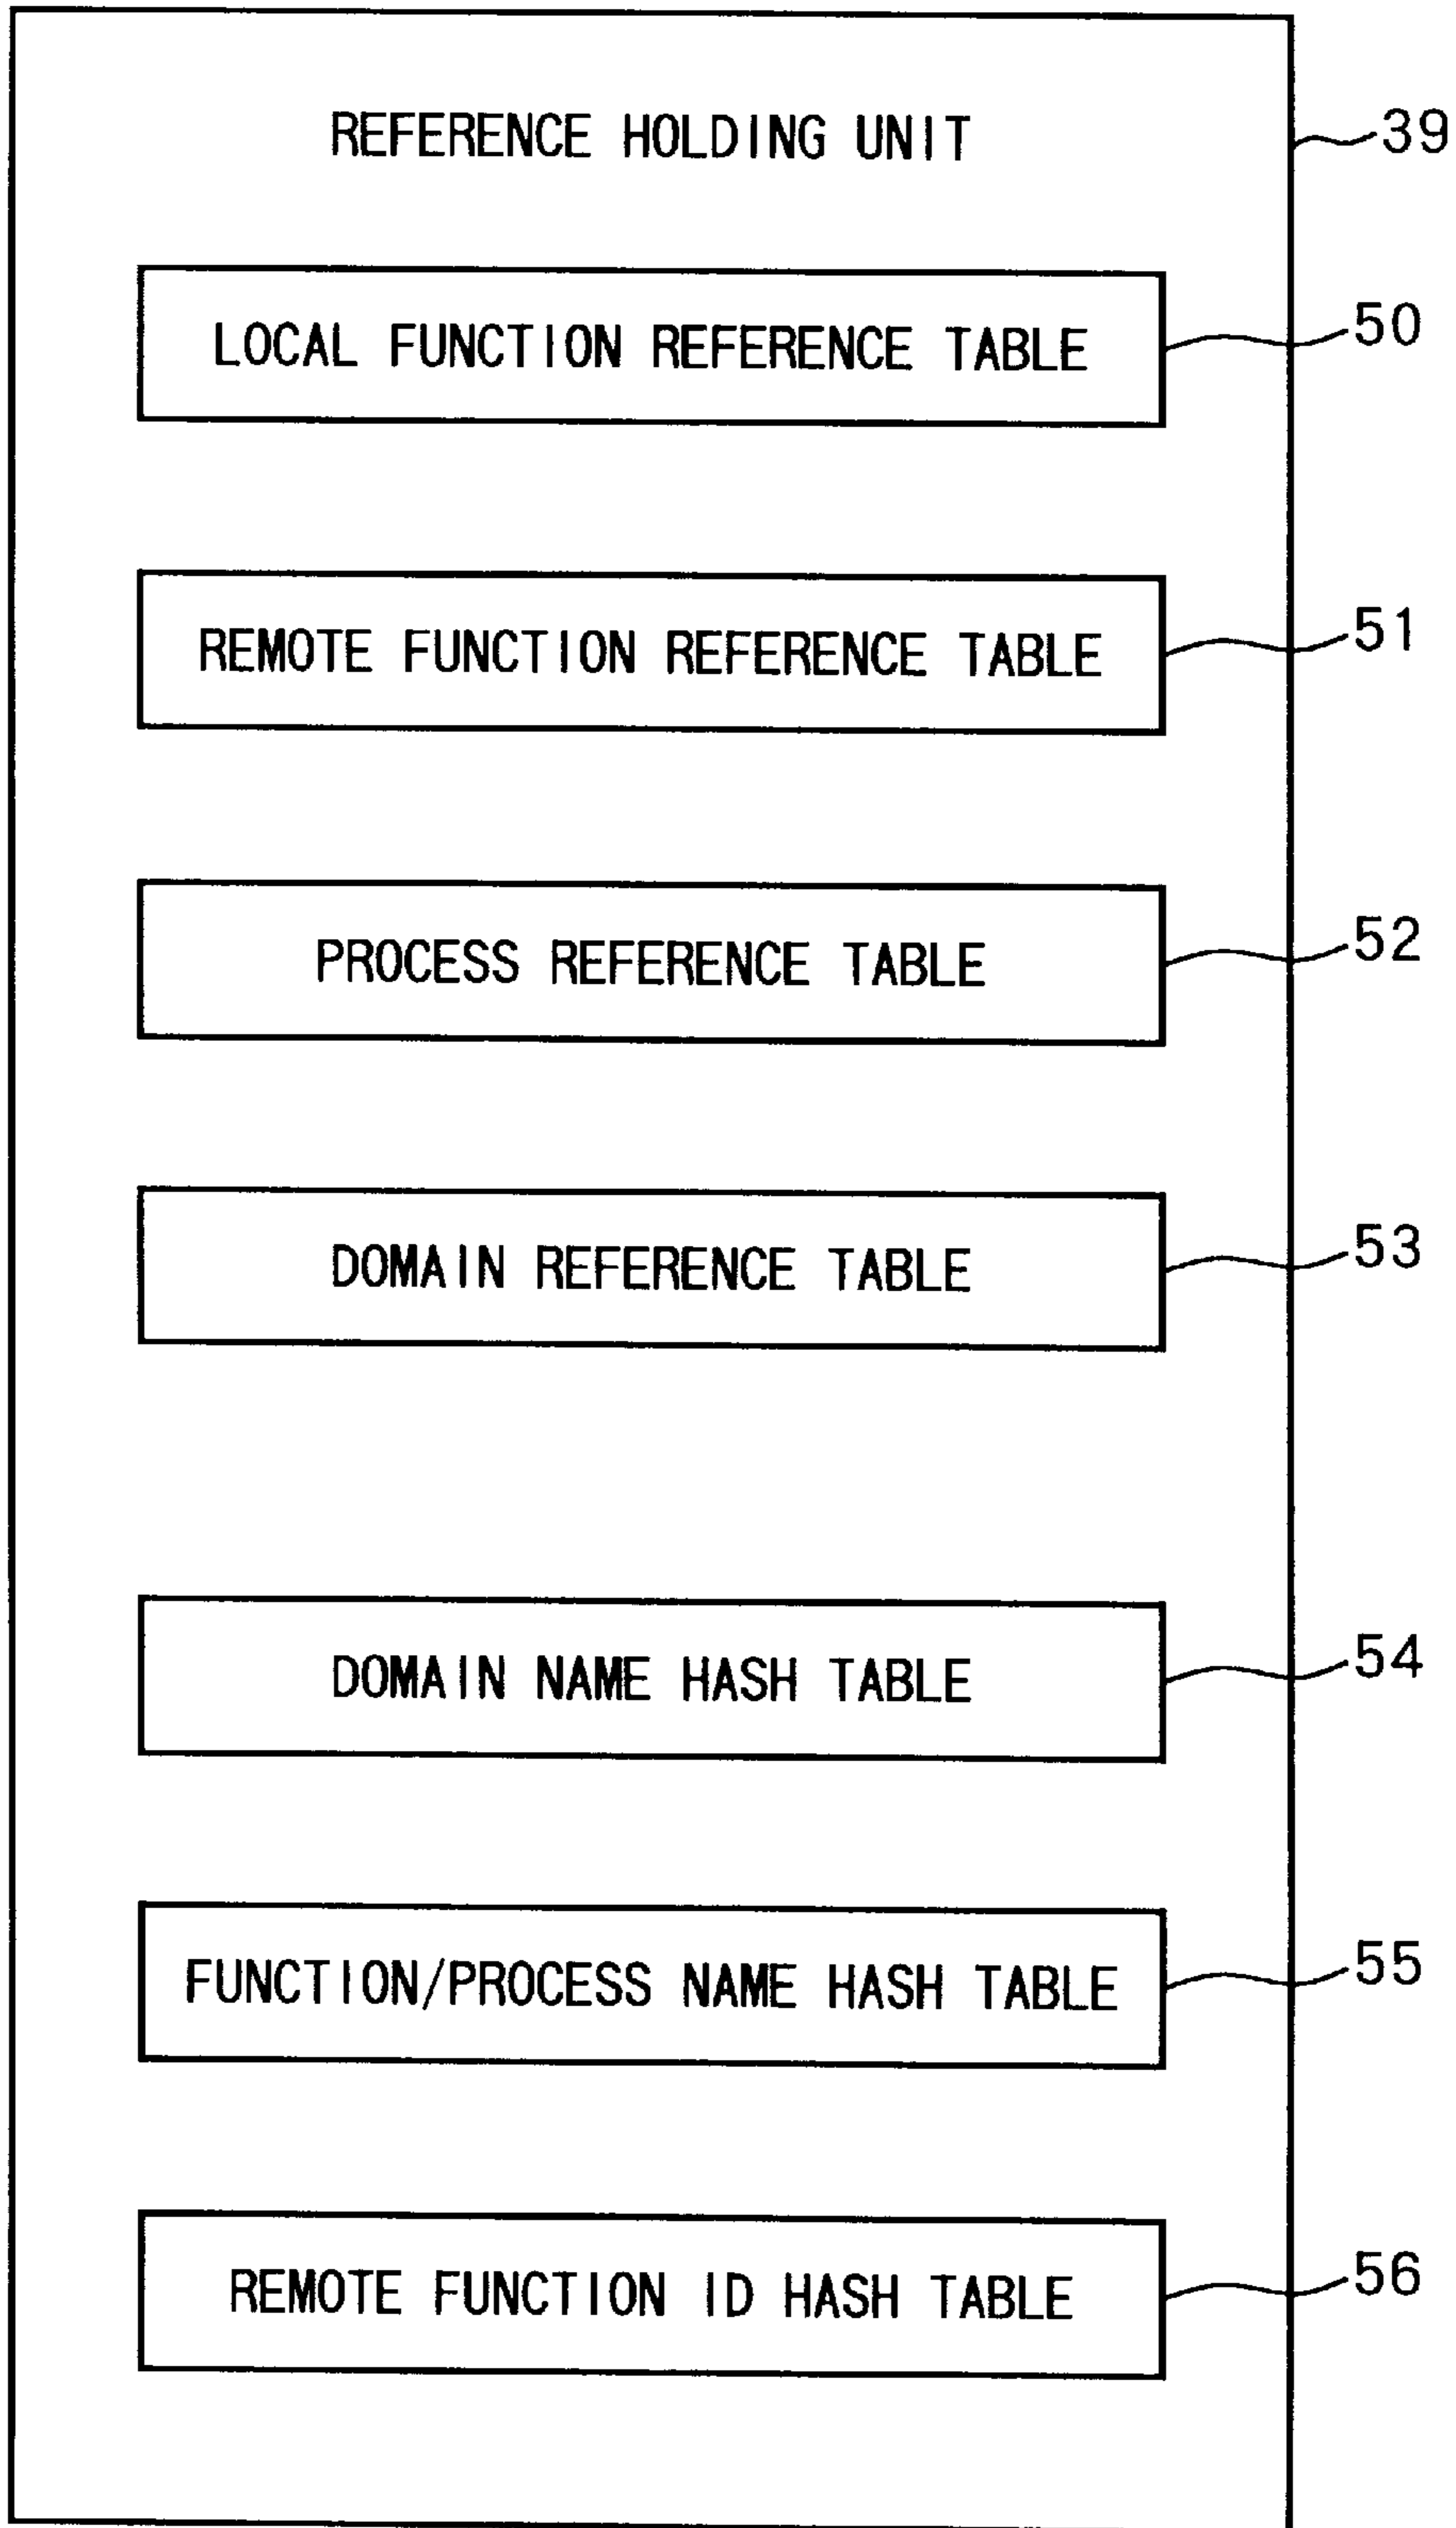 REFERENCE HOLDING UNIT
39
LOCAL FUNCTION REFERENCE TABLE
50
REMOTE FUNCTION REFERENCE TABLE
51
PROCESS REFERENCE TABLE
52
DOMAIN REFERENCE TABLE
53
DOMAIN NAME HASH TABLE
54
FUNCTION/PROCESS NAME HASH TABLE
55
REMOTE FUNCTION ID HASH TABLE
56